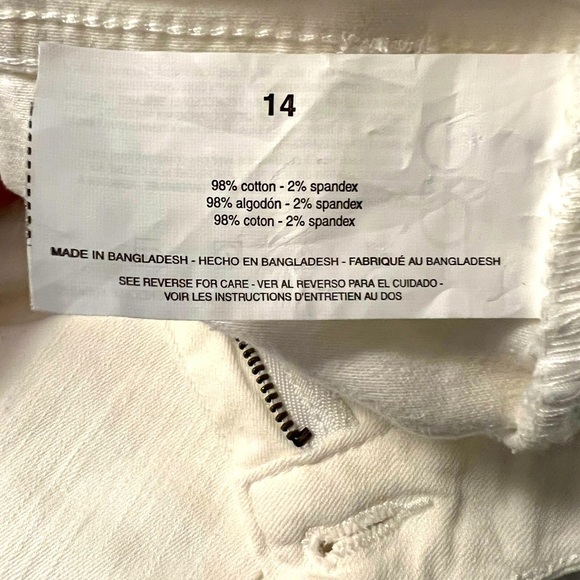 14
98% cotton - 2% spandex
98% algodón - 2% spandex
98% coton - 2% spandex
MADE IN BANGLADESH - HECHO EN BANGLADESH - FABRIQUÉ AU BANGLADESH
SEE REVERSE FOR CARE - VER AL REVERSO PARA EL CUIDADO -
VOIR LES INSTRUCTIONS D'ENTRETIEN AU DOS